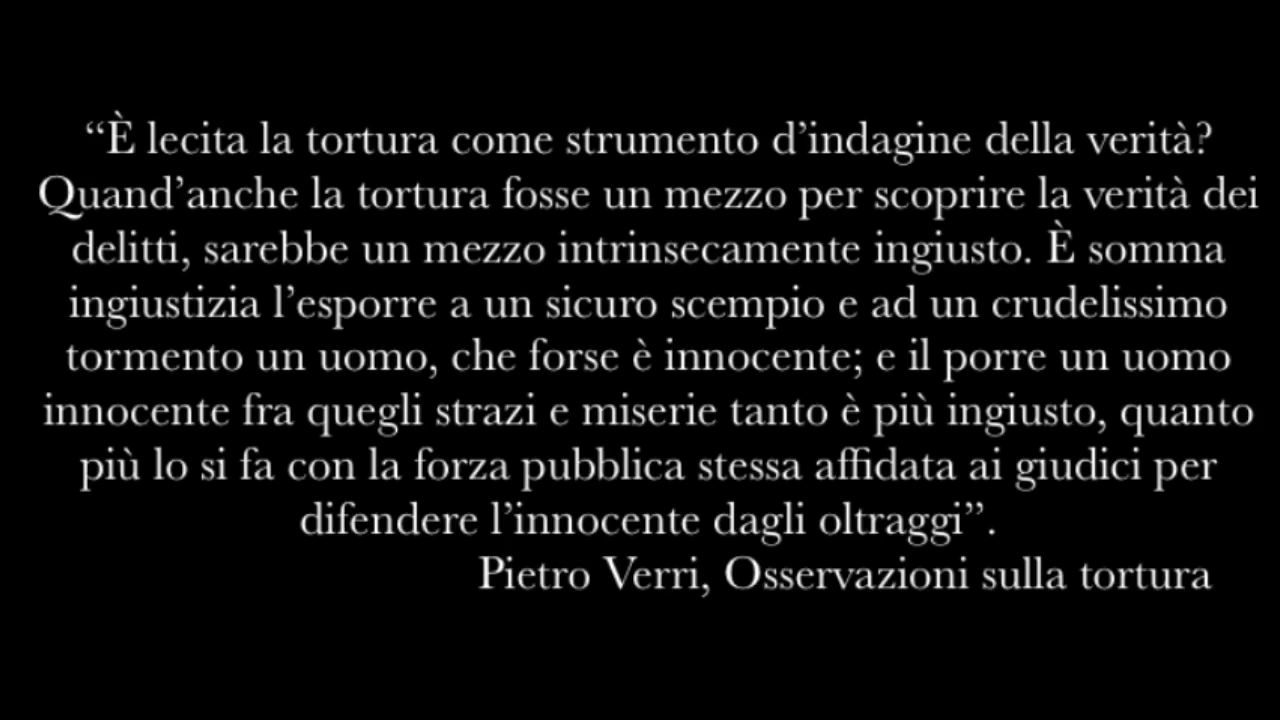 “È lecita la tortura come strumento d’indagine della verità?
Quand’anche la tortura fosse un mezzo per scoprire la verità dei
delitti, sarebbe un mezzo intrinsecamente ingiusto. È somma
ingiustizia l’esporre a un sicuro scempio e ad un crudelissimo
tormento un uomo, che forse è innocente; e il porre un uomo
innocente fra quegli strazi e miserie tanto è più ingiusto, quanto
più lo si fa con la forza pubblica stessa affidata ai giudici per
difendere l’innocente dagli oltraggi”.
Pietro Verri, Osservazioni sulla tortura